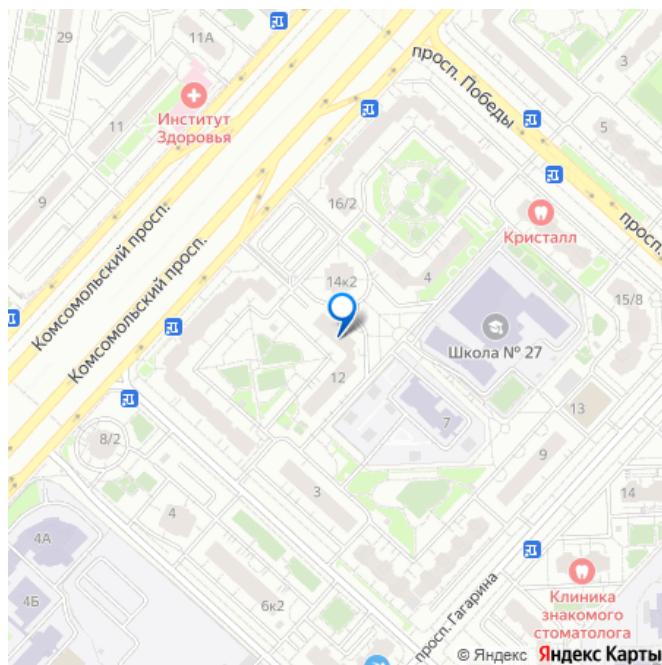 29
11А
просп. Победы
3
Институт
Здоровья
11
5
9
16/2
Кристалл
просп.
Комсомольский просп.
Комсомольский просп.
4
14к2
15/8
Школа № 27
12
13
7
8/2
9
3
14
4
4А
4Б
6к2
просп. Гагарина
Клиника
знакомого
стоматолога
© Яндекс Яндекс Карты